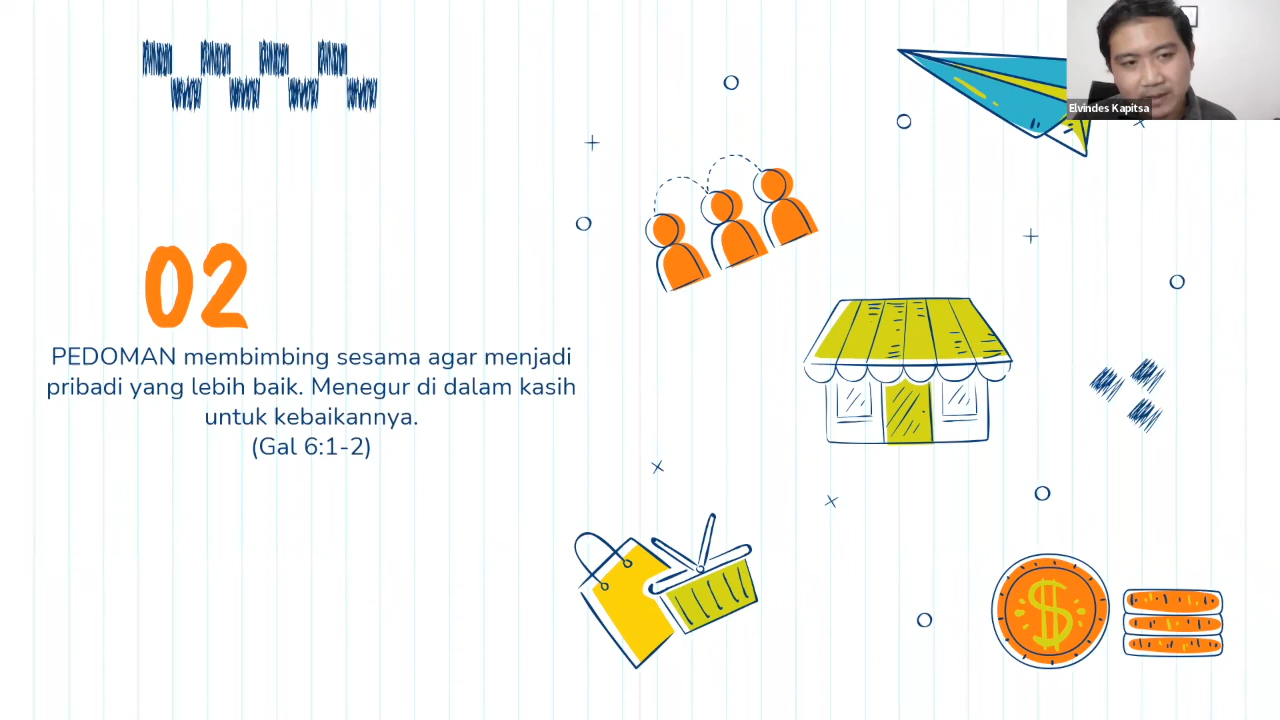 Elvindes Kapitsa
02
PEDOMAN membimbing sesama agar menjadi
pribadi yang lebih baik. Menegur di dalam kasih
untuk kebaikannya.
(Gal 6:1-2)
$